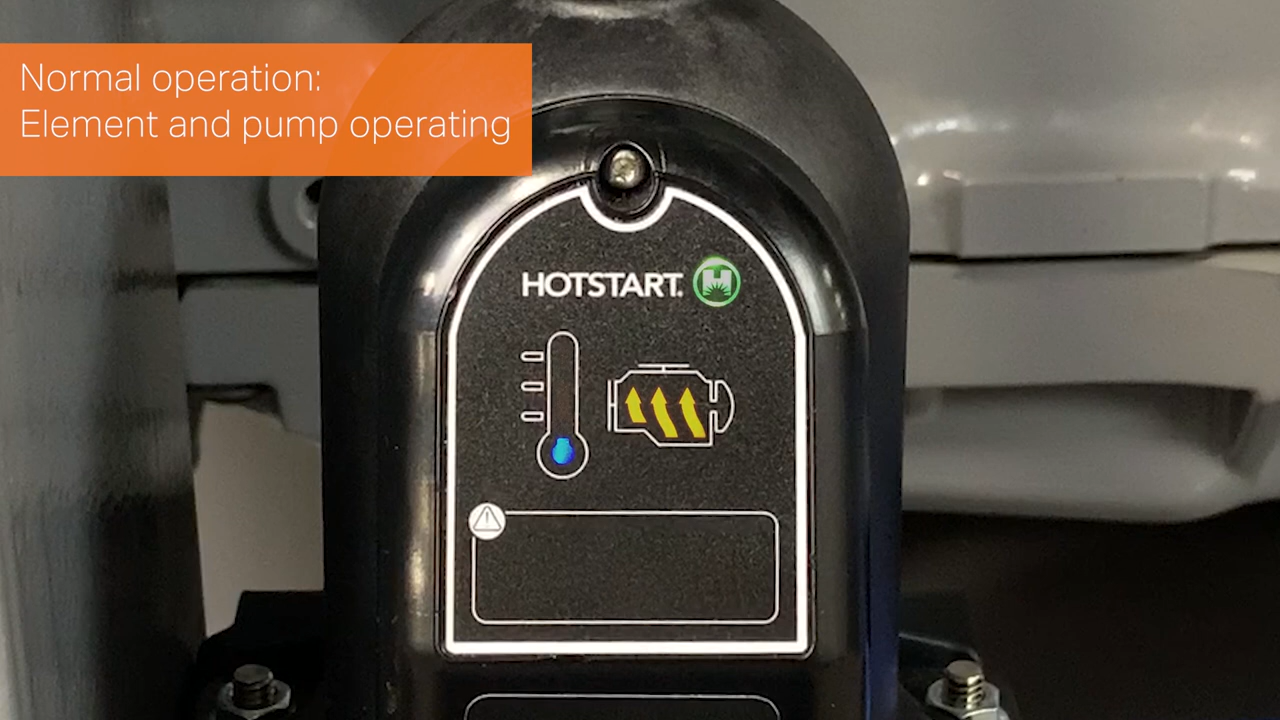 Normal operation:
Element and pump operating
HOTSTART.
H